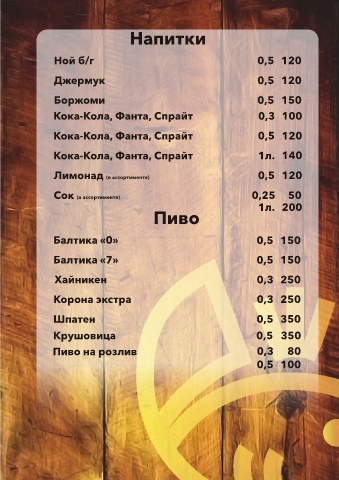 Напитки
Ной б/г 0,5 120
Джермук 0,5 120
Боржоми 0,5 150
Кока-Кола, Фанта, Спрайт 0,3 100
Кока-Кола, Фанта, Спрайт 0,5 120
Кока-Кола, Фанта, Спрайт 1л. 140
Лимонад (в ассортименте) 0,5 120
Сок (в ассортименте) 0,25 50
1л. 200
Пиво
Балтика «0» 0,5 150
Балтика «7» 0,5 150
Хайникен 0,3 250
Корона экстра 0,3 250
Шпатен 0,5 350
Крушовица 0,5 350
Пиво на розлив 0,3 80
0,5 100